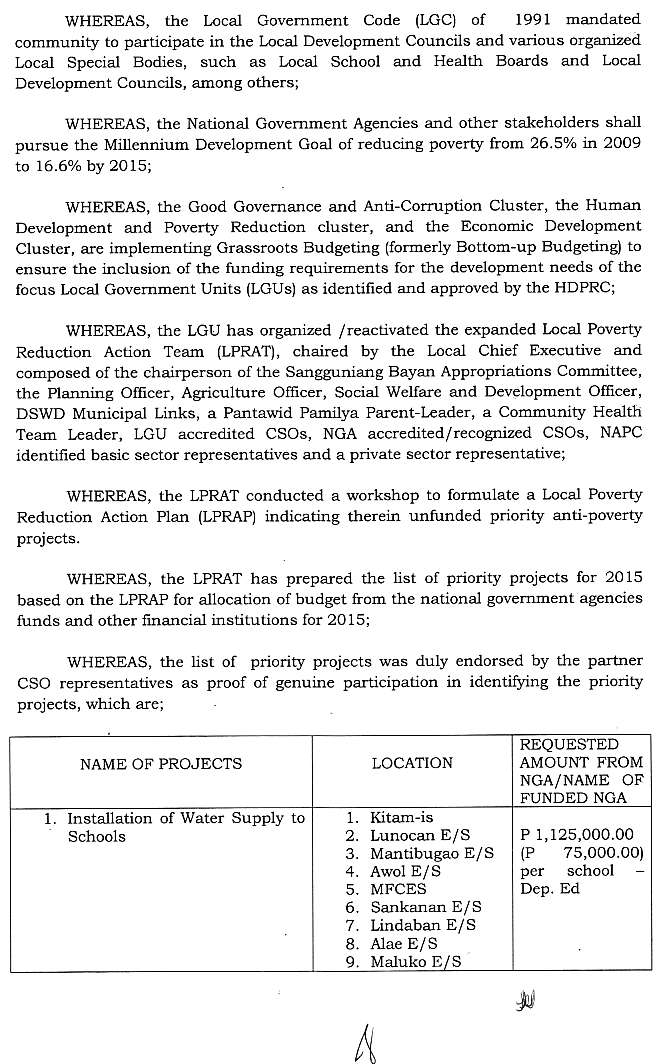 WHEREAS, the Local Government Code (LGC) of 1991 mandated
community to participate in the Local Development Councils and various organized
Local Special Bodies, such as Local School and Health Boards and Local
Development Councils, among others;
WHEREAS, the National Government Agencies and other stakeholders shall
pursue the Millennium Development Goal of reducing poverty from 26.5% in 2009
to 16.6% by 2015;
WHEREAS, the Good Governance and Anti-Corruption Cluster, the Human
Development and Poverty Reduction cluster, and the Economic Development
Cluster, are implementing Grassroots Budgeting (formerly Bottom-up Budgeting) to
ensure the inclusion of the funding requirements for the development needs of the
focus Local Government Units (LGUs) as identified and approved by the HDPRC;
WHEREAS, the LGU has organized /reactivated the expanded Local Poverty
Reduction Action Team (LPRAT), chaired by the Local Chief Executive and
composed of the chairperson of the Sangguniang Bayan Appropriations Committee,
the Planning Officer, Agriculture Officer, Social Welfare and Development Officer,
DSWD Municipal Links, a Pantawid Pamilya Parent-Leader, a Community Health
Team Leader, LGU accredited CSOs, NGA accredited/recognized CSOs, NAPC
identified basic sector representatives and a private sector representative;
WHEREAS, the LPRAT conducted a workshop to formulate a Local Poverty
Reduction Action Plan (LPRAP) indicating therein unfunded priority anti-poverty
projects.
WHEREAS, the LPRAT has prepared the list of priority projects for 2015
based on the LPRAP for allocation of budget from the national government agencies
funds and other financial institutions for 2015;
WHEREAS, the list of priority projects was duly endorsed by the partner
CSO representatives as proof of genuine participation in identifying the priority
projects, which are;
NAME OF PROJECTS
LOCATION
REQUESTED
AMOUNT FROM
NGA/NAME OF
FUNDED NGA
1. Installation of Water Supply to
Schools
1. Kitam-is
2. Lunocan E/S
3. Mantibugao E/S
4. Awol E/S
5. MFCES
6. Sankanan E/S
7. Lindaban E/S
8. Alae E/S
9. Maluko E/S
P 1,125,000.00
(P 75,000.00)
per school –
Dep. Ed